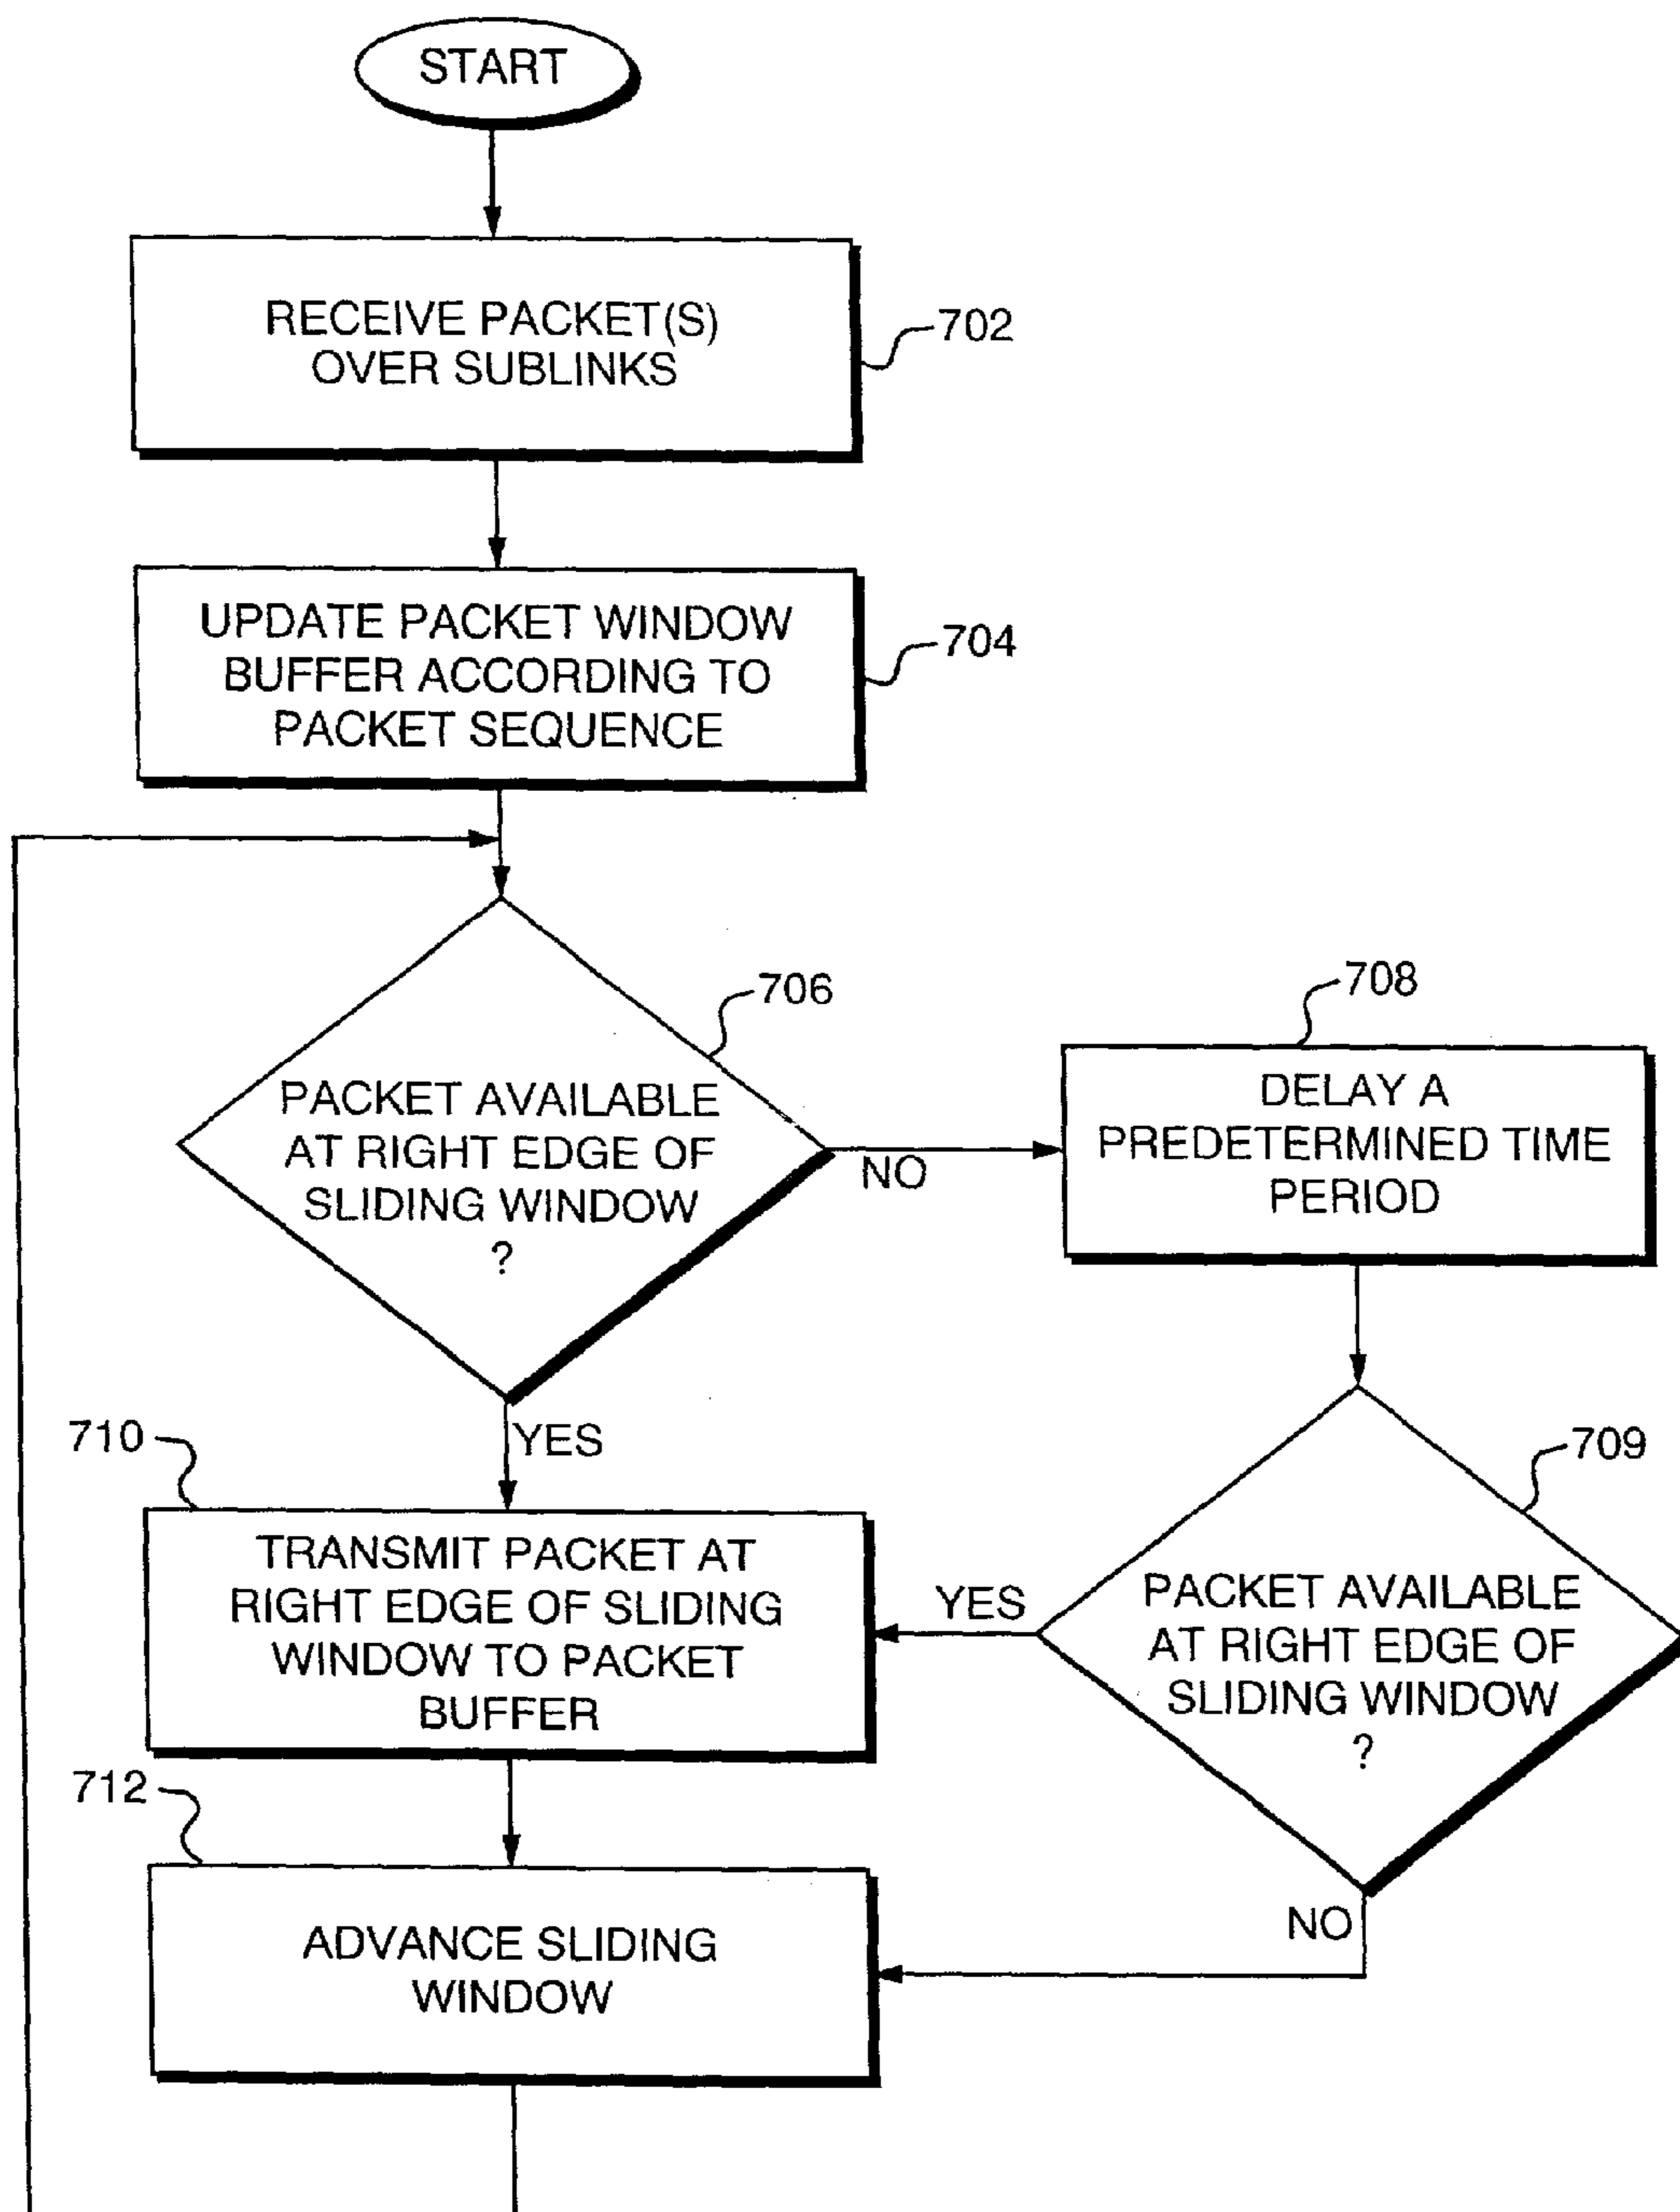 START
RECEIVE PACKET(S)
OVER SUBLINKS
702
UPDATE PACKET WINDOW
BUFFER ACCORDING TO
PACKET SEQUENCE
704
706
PACKET AVAILABLE
AT RIGHT EDGE OF
SLIDING WINDOW
?
NO
708
DELAY A
PREDETERMINED TIME
PERIOD
YES
710
TRANSMIT PACKET AT
RIGHT EDGE OF SLIDING
WINDOW TO PACKET
BUFFER
YES
709
PACKET AVAILABLE
AT RIGHT EDGE OF
SLIDING WINDOW
?
NO
712
ADVANCE SLIDING
WINDOW